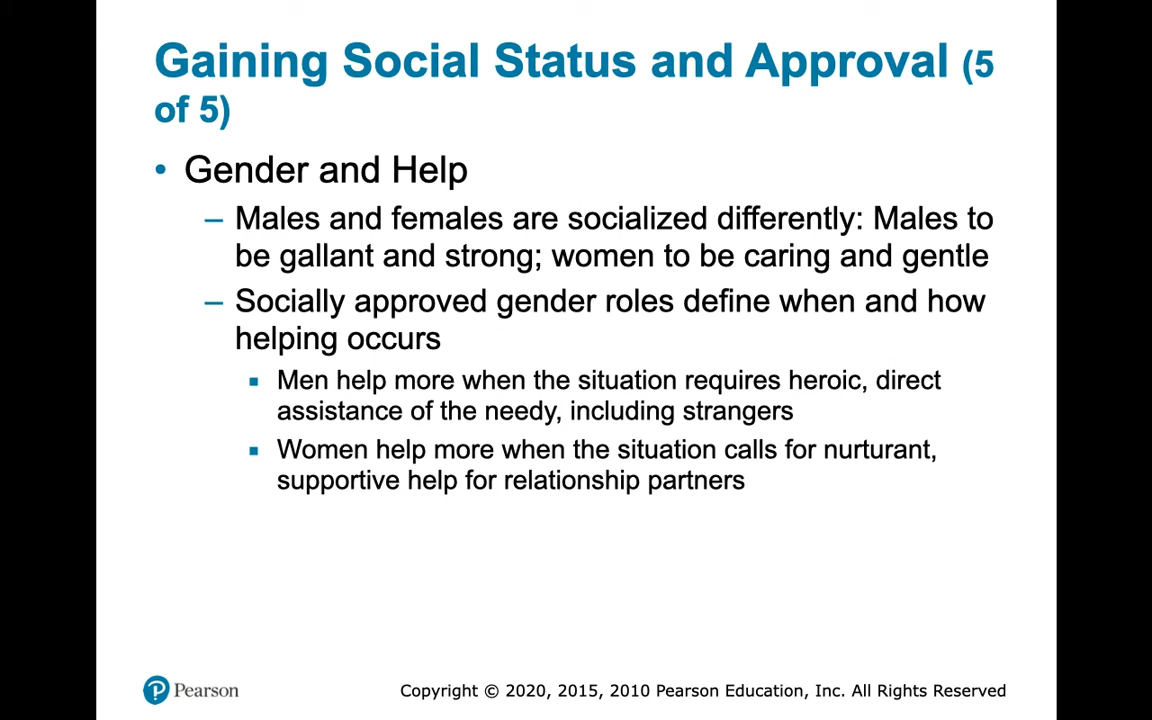 Gaining Social Status and Approval (5
of 5)
• Gender and Help
– Males and females are socialized differently: Males to
be gallant and strong; women to be caring and gentle
– Socially approved gender roles define when and how
helping occurs
▪ Men help more when the situation requires heroic, direct
assistance of the needy, including strangers
▪ Women help more when the situation calls for nurturant,
supportive help for relationship partners
P Pearson
Copyright © 2020, 2015, 2010 Pearson Education, Inc. All Rights Reserved